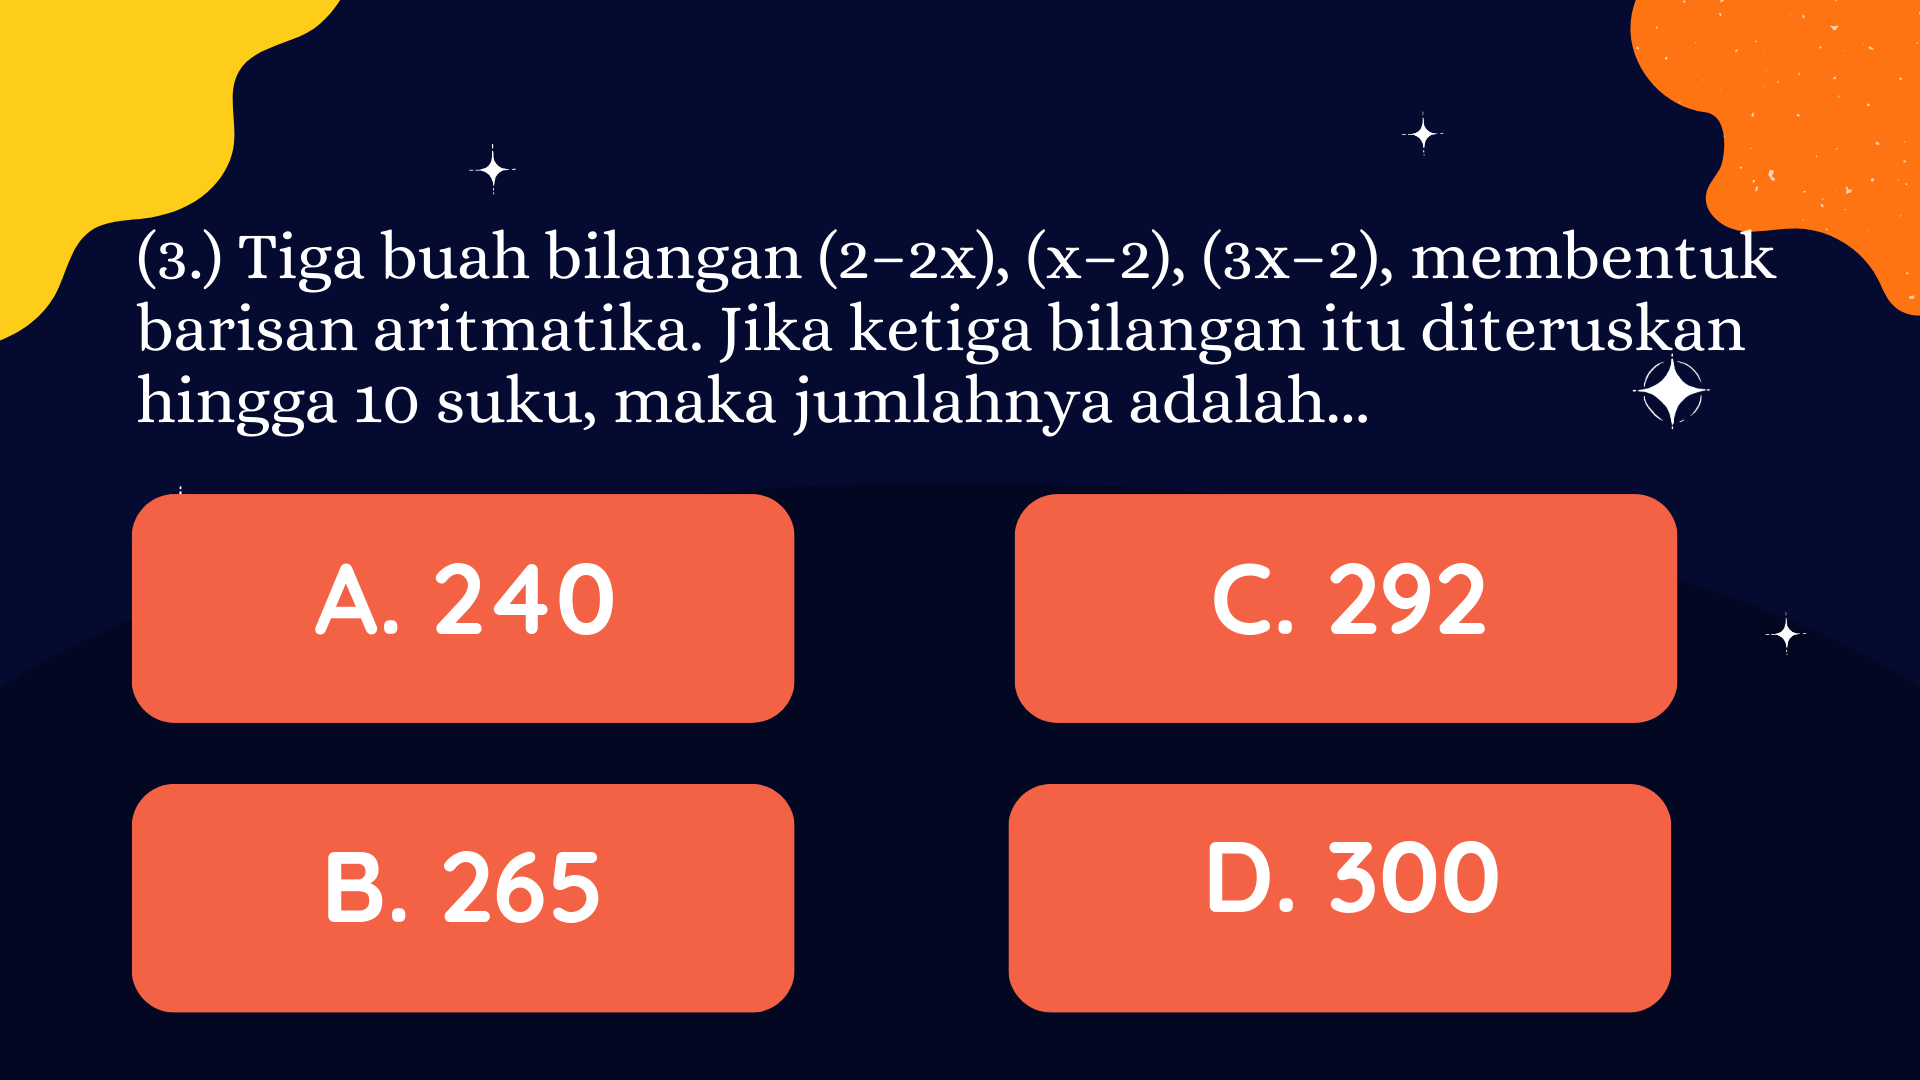 (3.) Tiga buah bilangan (2−2x), (x−2), (3x−2), membentuk
barisan aritmatika. Jika ketiga bilangan itu diteruskan
hingga 10 suku, maka jumlahnya adalah...
A. 240
C. 292
B. 265
D. 300